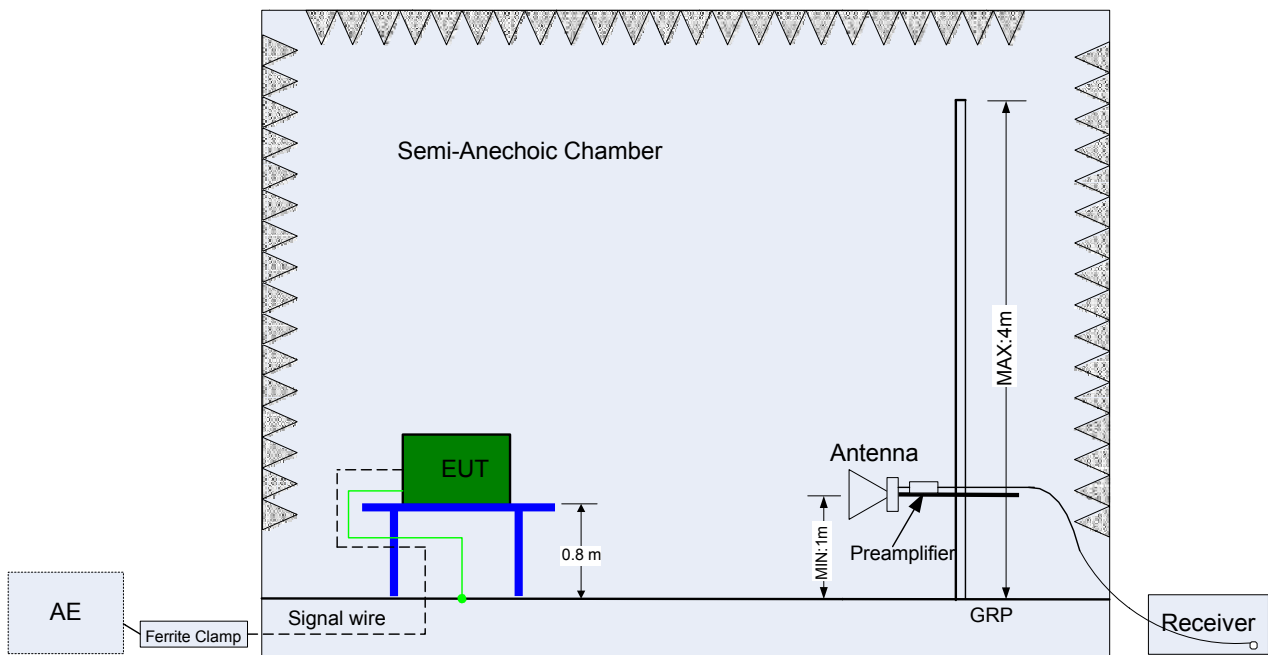 Semi-Anechoic Chamber
MAX:4m
EUT
Antenna
0.8 m
MIN:1m
Preamplifier
AE
Ferrite Clamp
Signal wire
GRP
Receiver